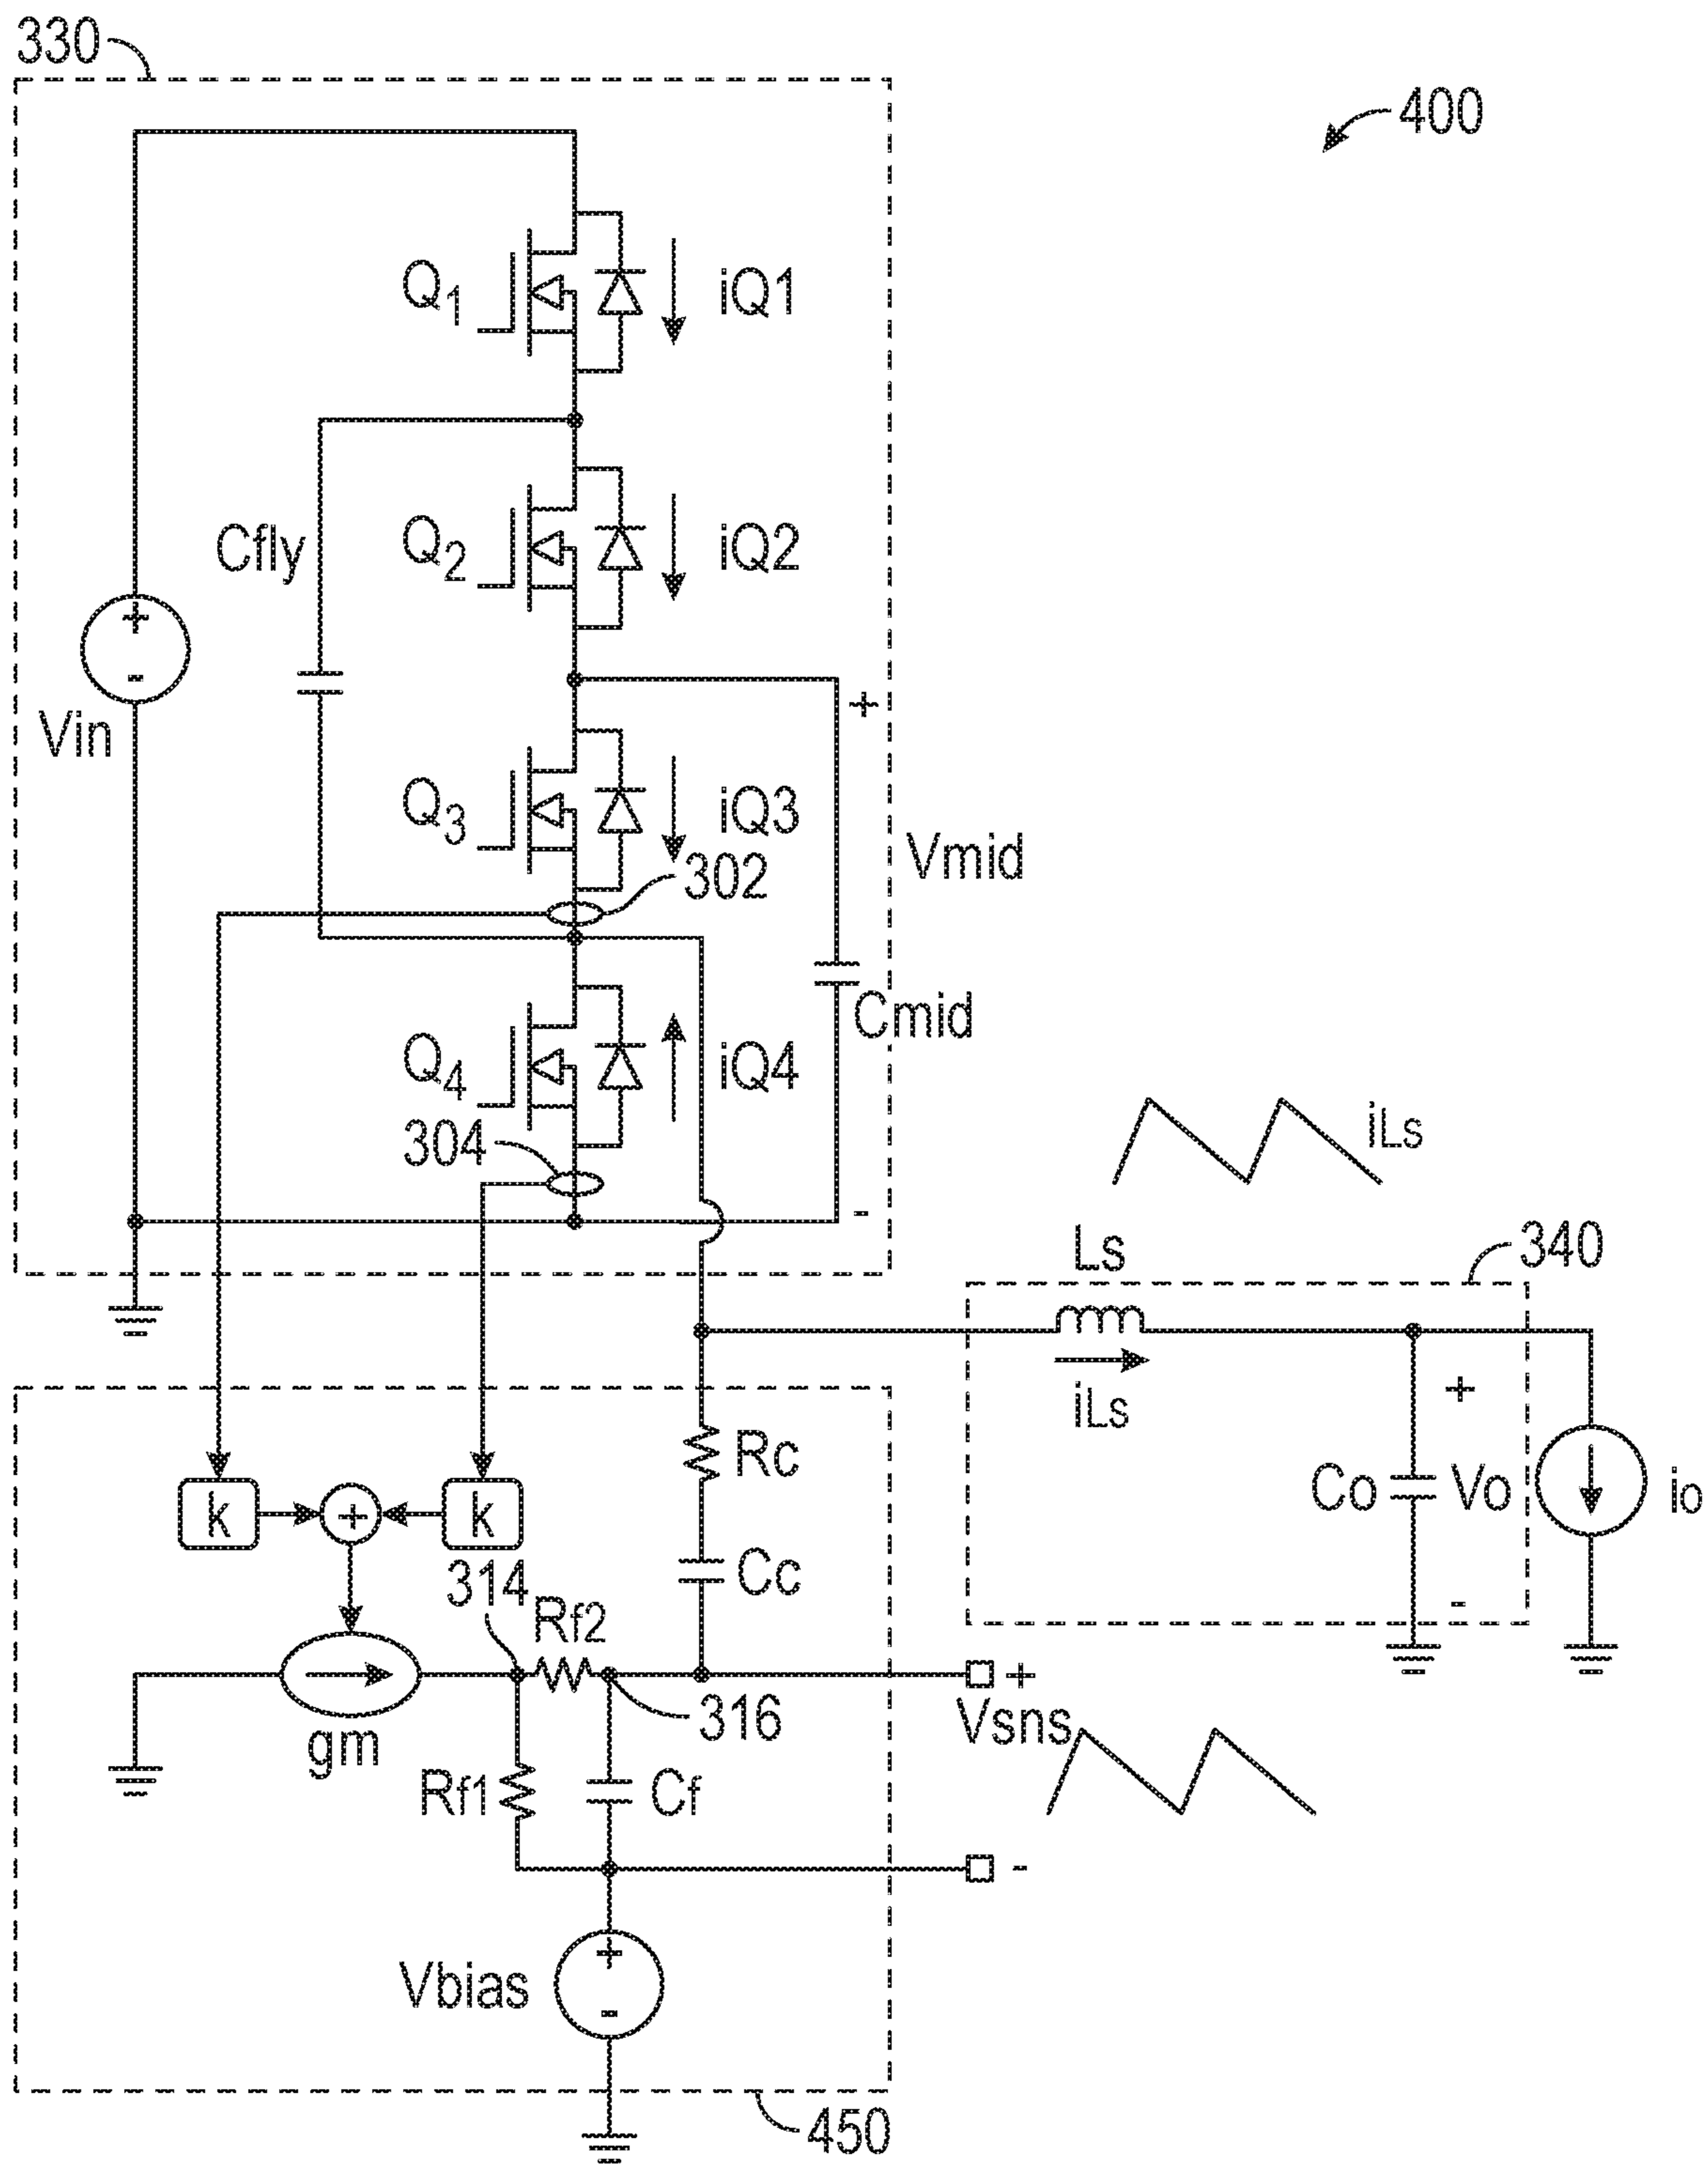 330
400
+
-
Vin
Q1
iQ1
Cfly
Q2
iQ2
+
Q3
iQ3
302
Vmid
Cmid
Q4
iQ4
304
-
iLs
Ls
340
iLs
+
Co
Vo
-
io
Rc
Cc
k
+
k
314
Rf2
gm
316
+
Vsns
Rf1
Cf
-
Vbias
+
-
450